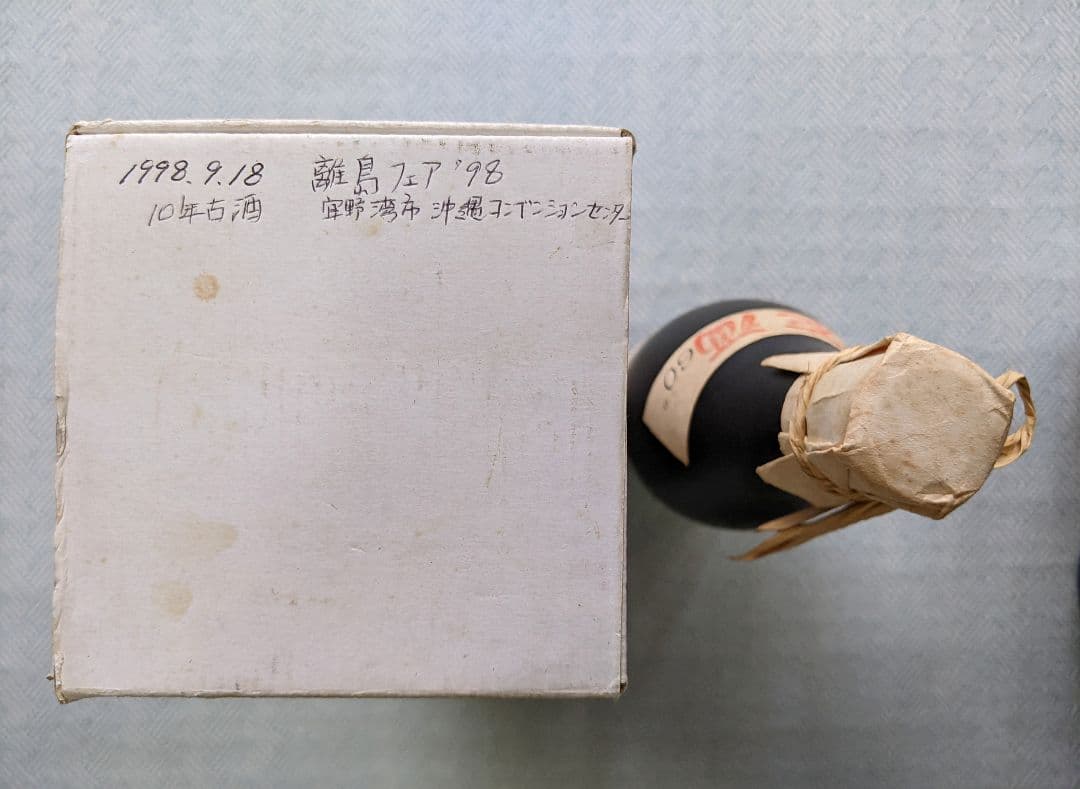 1998.9.18 離島フェア'98
10年古酒 宜野湾市 沖縄コンベンションセンター
60°